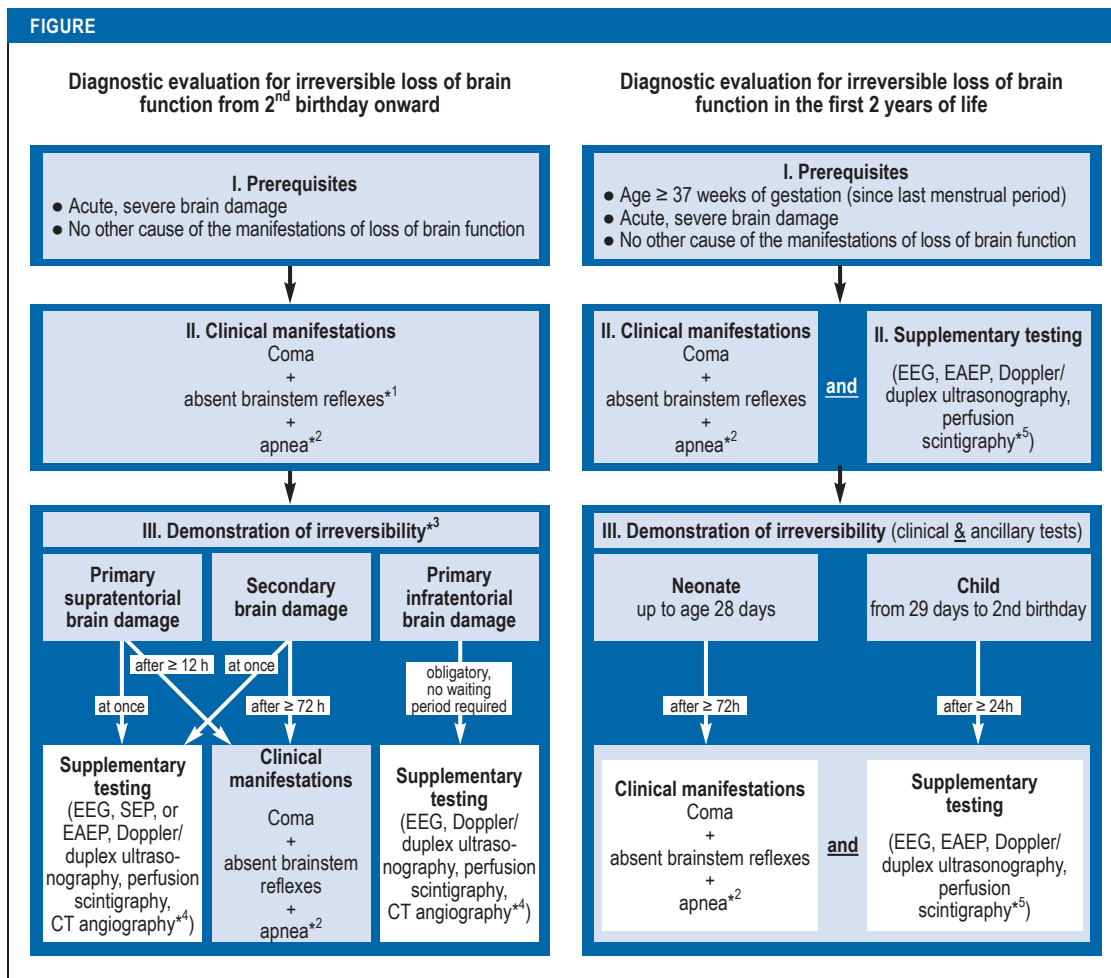 FIGURE
Diagnostic evaluation for irreversible loss of brain
function from 2nd birthday onward
I. Prerequisites
● Acute, severe brain damage
● No other cause of the manifestations of loss of brain function
II. Clinical manifestations
Coma
+
absent brainstem reflexes*1
+
apnea*2
III. Demonstration of irreversibility*3
Primary
supratentorial
brain damage
Secondary
brain damage
Primary
infratentorial
brain damage
after ≥ 12 h
at once
obligatory,
no waiting
period required
at once
after ≥ 72 h
Supplementary
testing
(EEG, SEP, or
EAEP, Doppler/
duplex ultraso-
nography, perfusion
scintigraphy,
CT angiography*4)
Clinical
manifestations
Coma
+
absent brainstem
reflexes
+
apnea*2
Supplementary
testing
(EEG, Doppler/
duplex ultraso-
nography, perfusion
scintigraphy,
CT angiography*4)
Diagnostic evaluation for irreversible loss of brain
function in the first 2 years of life
I. Prerequisites
● Age ≥ 37 weeks of gestation (since last menstrual period)
● Acute, severe brain damage
● No other cause of the manifestations of loss of brain function
II. Clinical manifestations
Coma
+
absent brainstem reflexes
+
apnea*2
and
II. Supplementary testing
(EEG, EAEP, Doppler/
duplex ultrasonography,
perfusion
scintigraphy*5)
III. Demonstration of irreversibility (clinical & ancillary tests)
Neonate
up to age 28 days
Child
from 29 days to 2nd birthday
after ≥ 72h
after ≥ 24h
Clinical manifestations
Coma
+
absent brainstem reflexes
+
apnea*2
and
Supplementary
testing
(EEG, EAEP, Doppler/
duplex ultrasonography,
perfusion
scintigraphy*5)